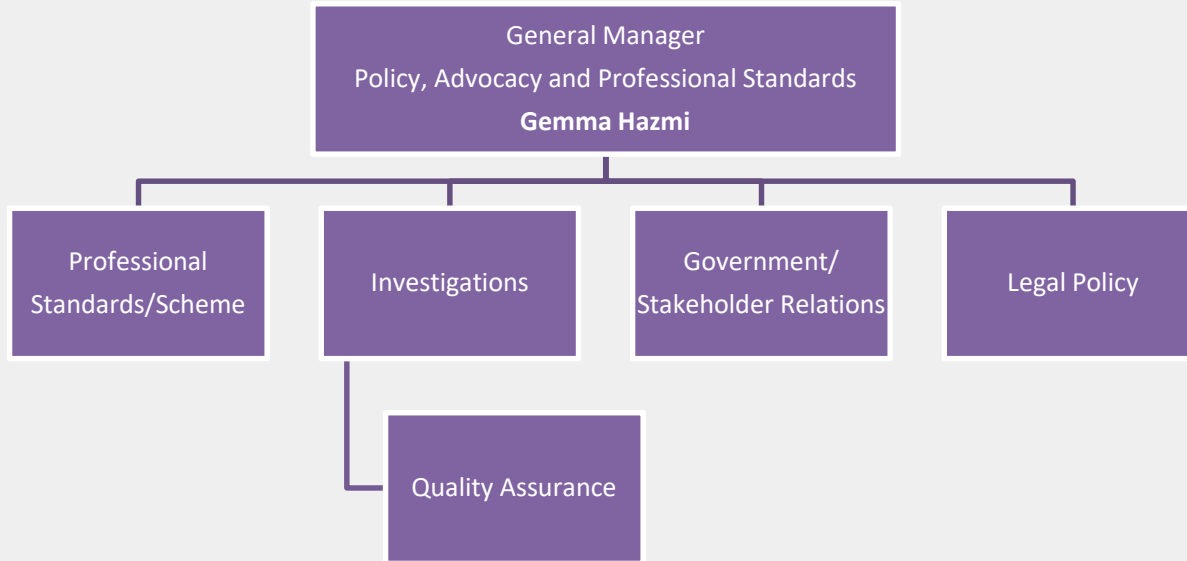 General Manager
Policy, Advocacy and Professional Standards
Gemma Hazmi
Professional
Standards/Scheme
Investigations
Government/
Stakeholder Relations
Legal Policy
Quality Assurance